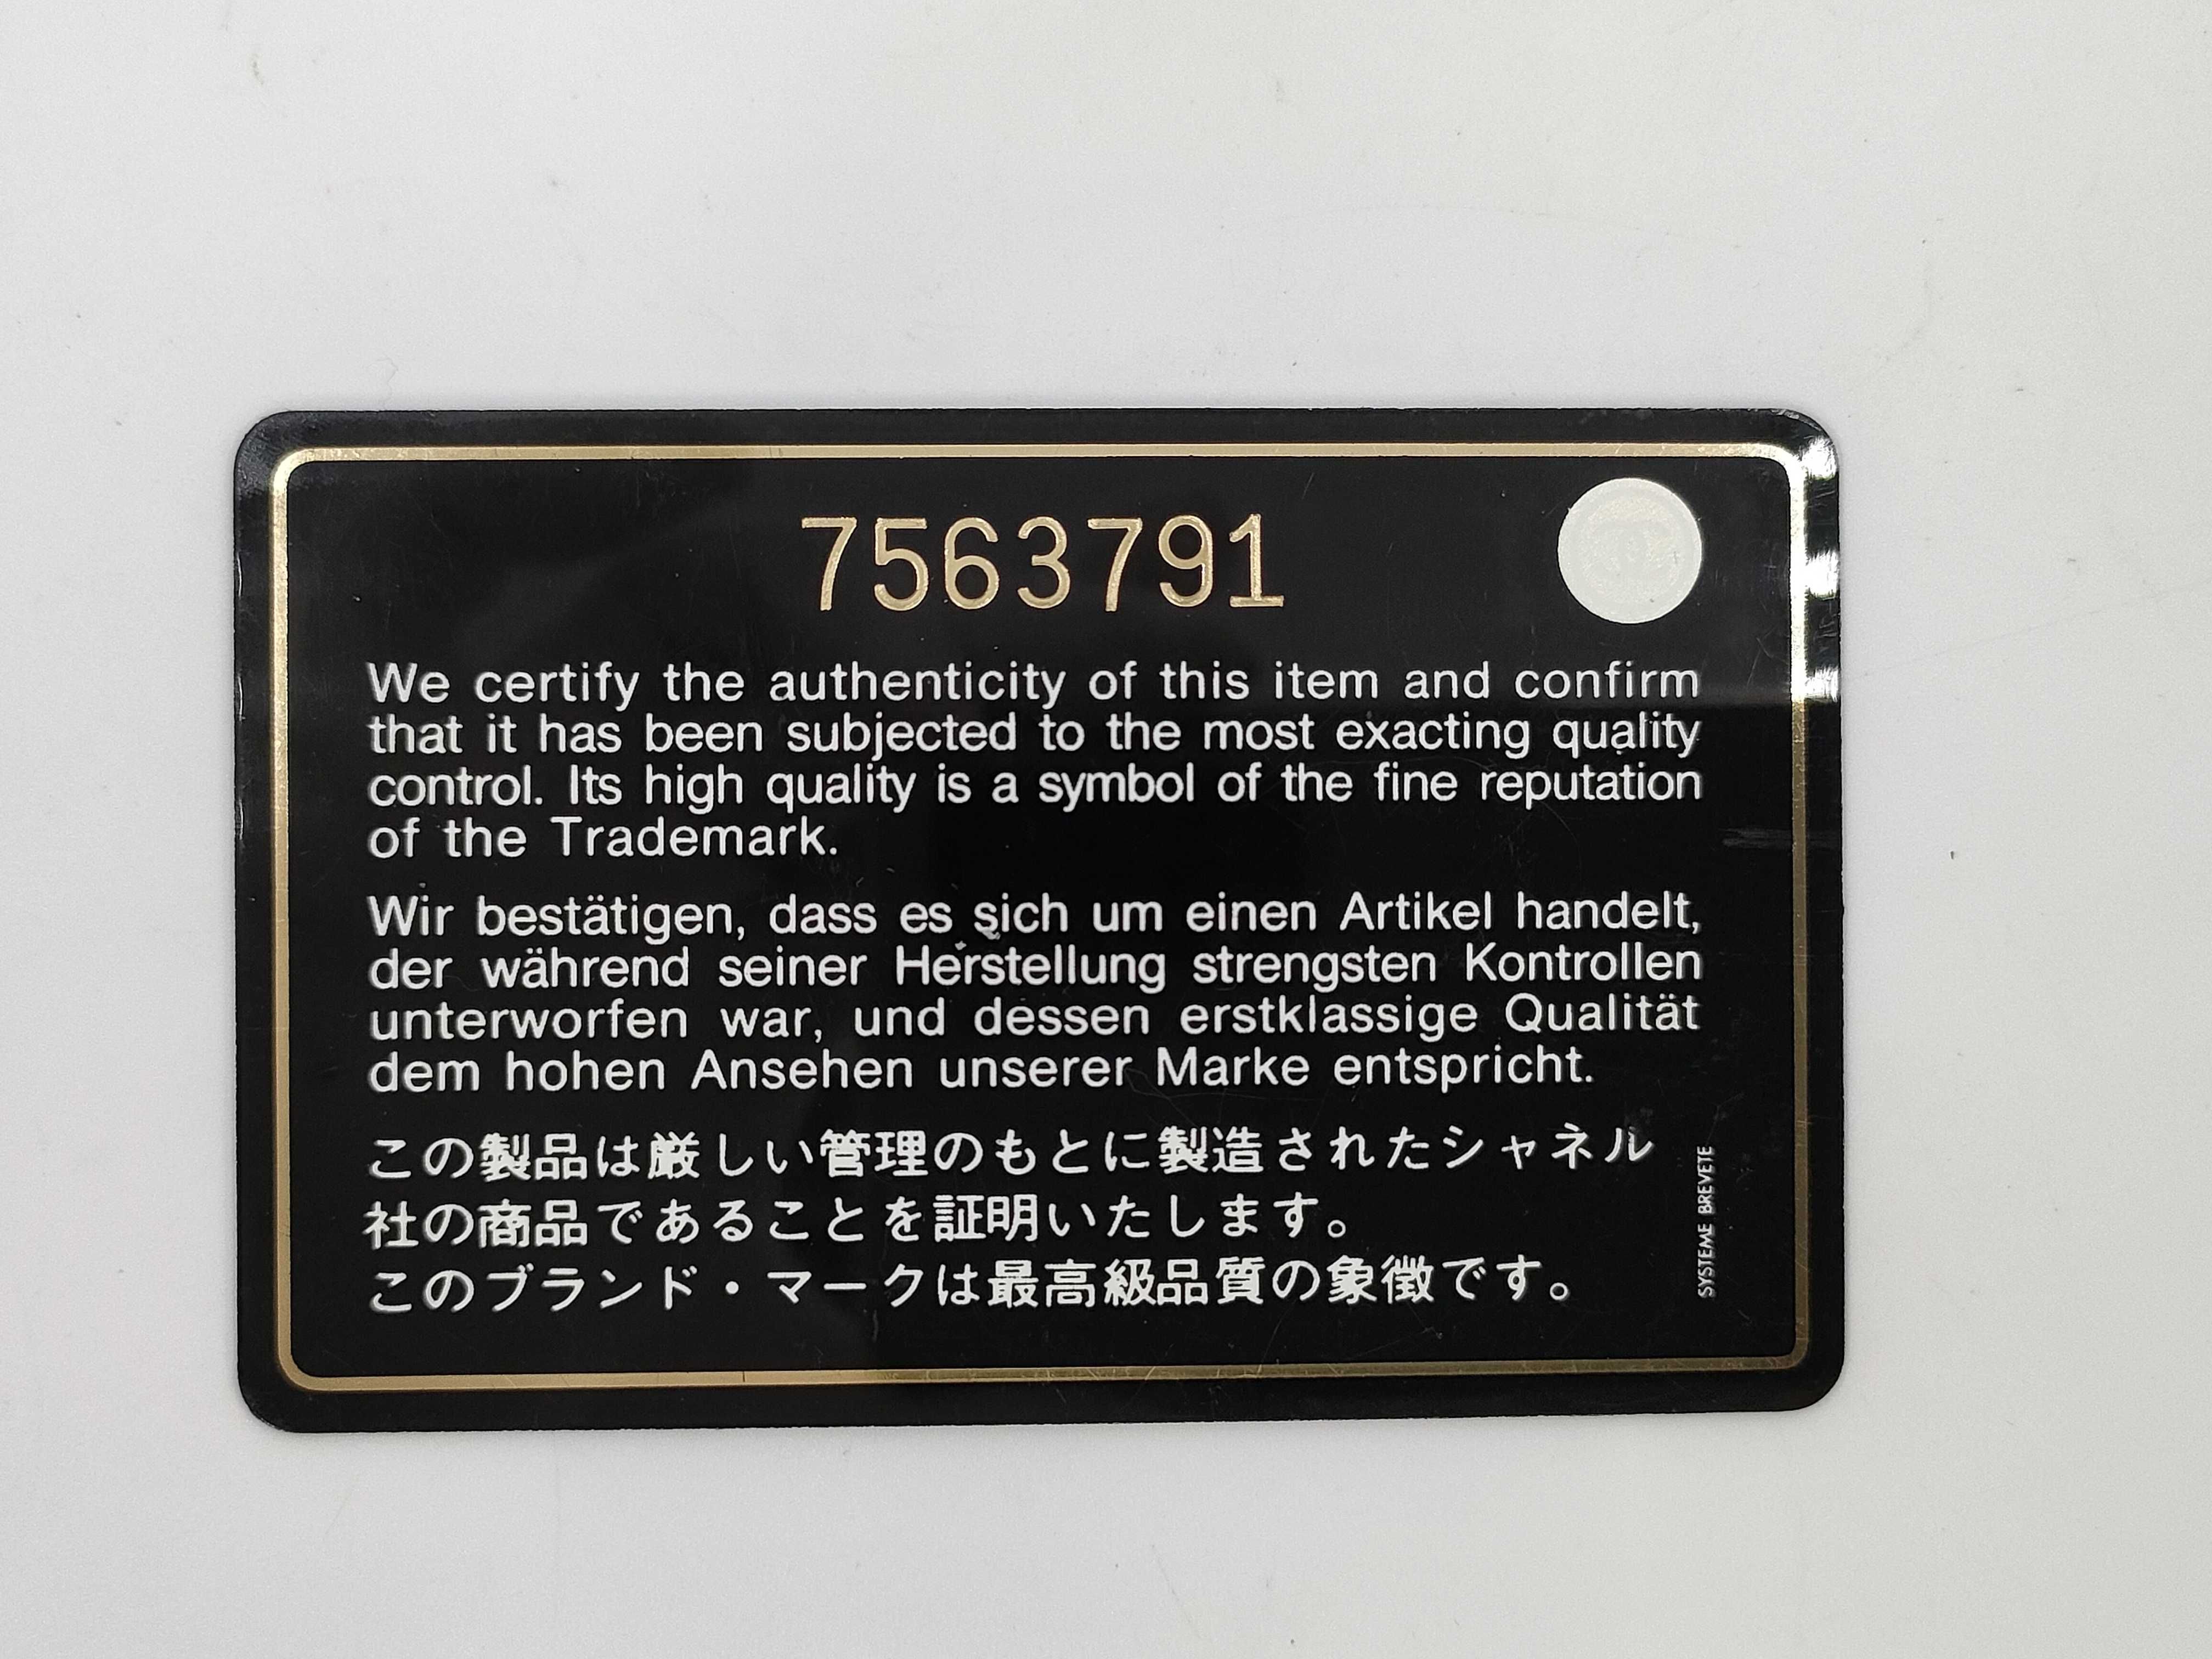 7563791
We certify the authenticity of this item and confirm
that it has been subjected to the most exacting quality
control. Its high quality is a symbol of the fine reputation
of the Trademark.
Wir bestätigen, dass es sich um einen Artikel handelt,
der während seiner Herstellung strengsten Kontrollen
unterworfen war, und dessen erstklassige Qualität
dem hohen Ansehen unserer Marke entspricht.
この製品は厳しい管理のもとに製造されたシャネル
社の商品であることを証明いたします。
このブランド・マークは最高級品質の象徴です。
SYSTEME BREVETE